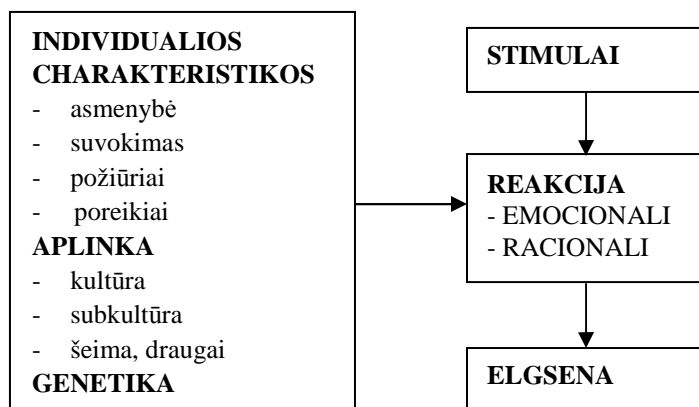 INDIVIDUALIOS
CHARAKTERISTIKOS
- asmenybė
- suvokimas
- požiūriai
- poreikiai
APLINKA
- kultūra
- subkultūra
- šeima, draugai
GENETIKA
STIMULAI
REAKCIJA
- EMOCIONALI
- RACIONALI
ELGSENA